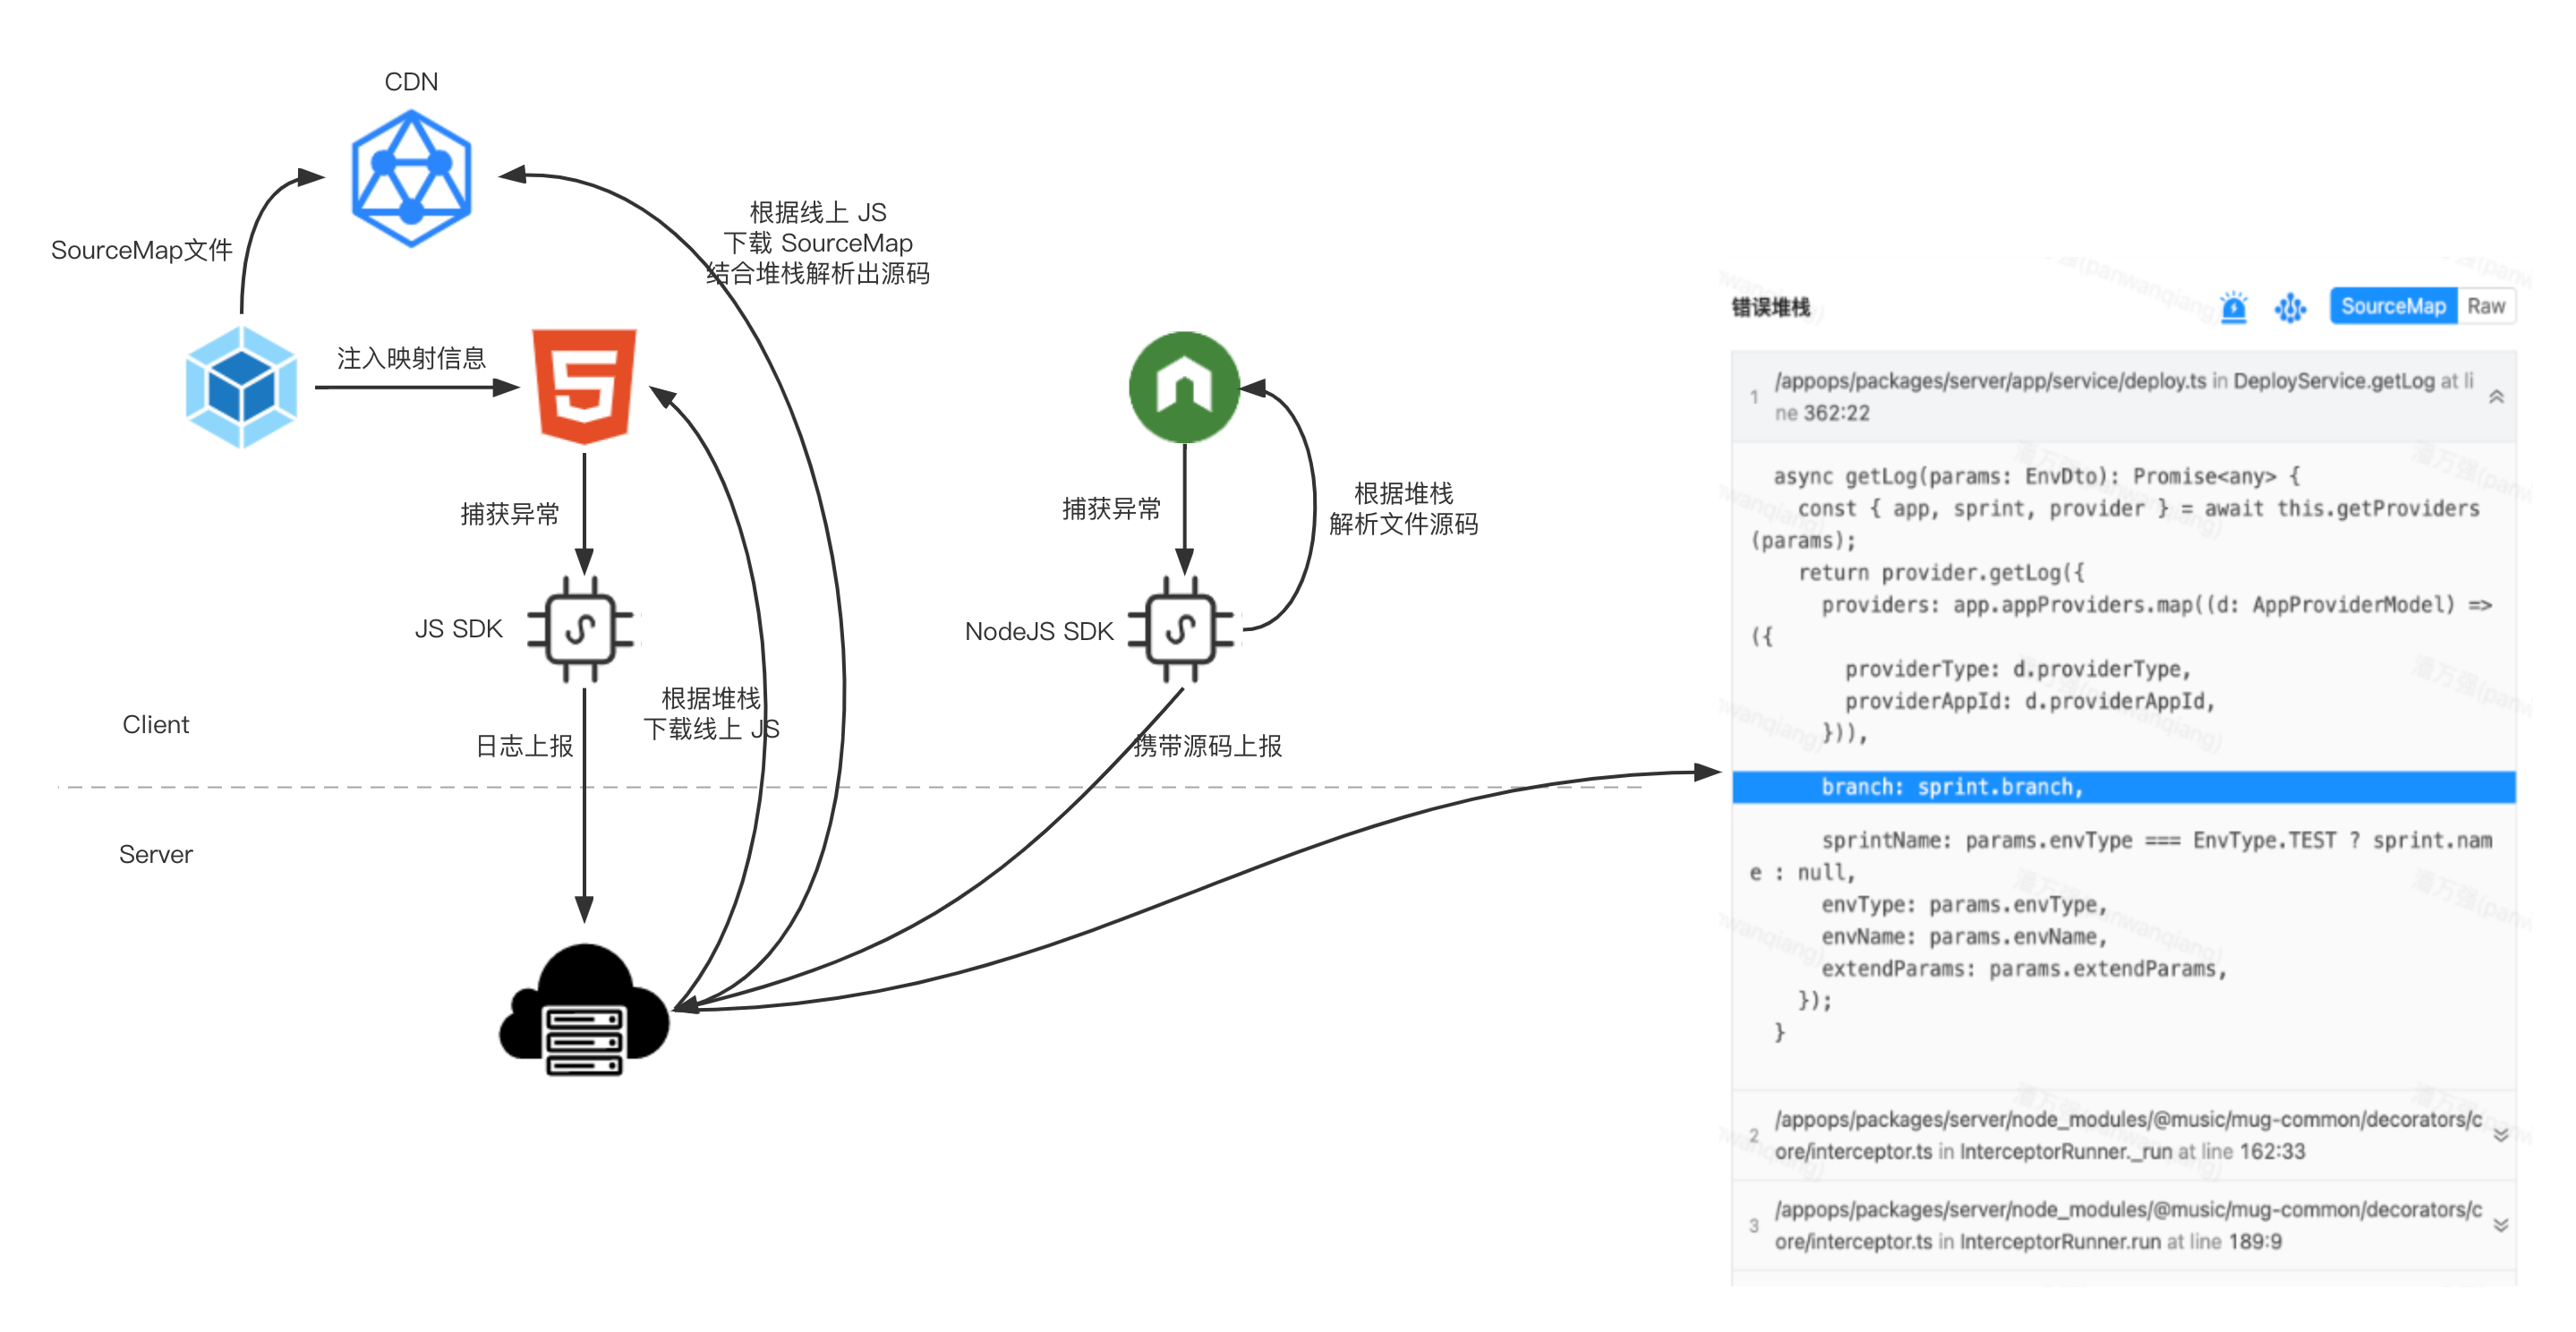 CDN
SourceMap文件
根据线上 JS
下载 SourceMap
结合堆栈解析出源码
注入映射信息
捕获异常
捕获异常
根据堆栈
解析文件源码
JS SDK
NodeJS SDK
根据堆栈
下载线上 JS
Client
日志上报
携带源码上报
Server
错误堆栈
SourceMap Raw
1 /appops/packages/server/app/service/deploy.ts in DeployService.getLog at li
ne 362:22
async getLog(params: EnvDto): Promise<any> {
const { app, sprint, provider } = await this.getProviders
(params);
return provider.getLog({
providers: app.appProviders.map((d: AppProviderModel) =>
({
providerType: d.providerType,
providerAppId: d.providerAppId,
})),
branch: sprint.branch,
sprintName: params.envType === EnvType.TEST ? sprint.nam
e : null,
envType: params.envType,
envName: params.envName,
extendParams: params.extendParams,
});
}
2 /appops/packages/server/node_modules/@music/mug-common/decorators/c
ore/interceptor.ts in InterceptorRunner._run at line 162:33
3 /appops/packages/server/node_modules/@music/mug-common/decorators/c
ore/interceptor.ts in InterceptorRunner.run at line 189:9